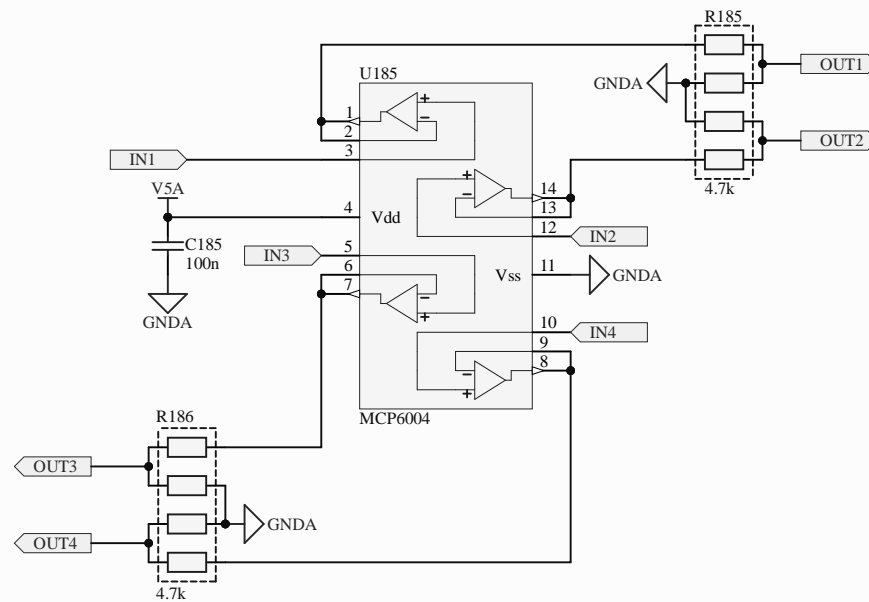 R185
OUT1
GNDA
OUT2
4.7k
U185
1
2
3
IN1
V5A
4
Vdd
C185
100n
GNDA
IN3
5
6
7
14
13
12
IN2
Vss
11
GNDA
10
IN4
9
8
MCP6004
R186
OUT3
GNDA
OUT4
4.7k